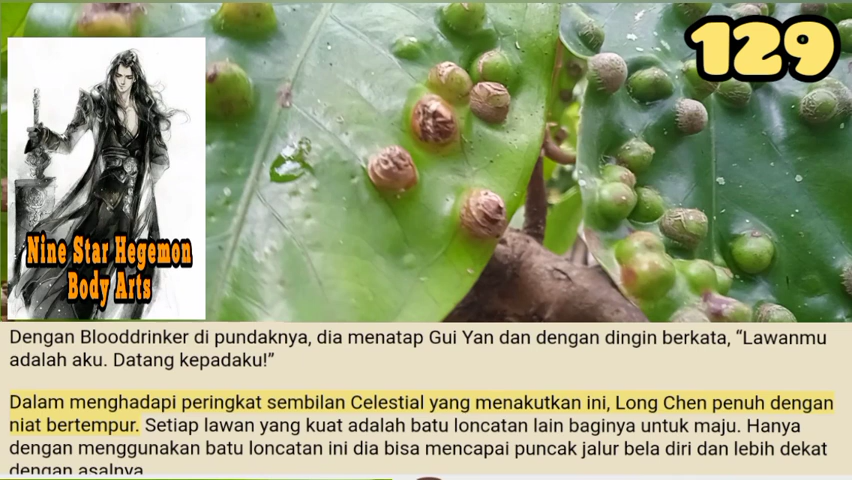 129
Nine Star Hegemon
Body Arts
Dengan Blooddrinker di pundaknya, dia menatap Gui Yan dan dengan dingin berkata, “Lawanmu
adalah aku. Datang kepadaku!”
Dalam menghadapi peringkat sembilan Celestial yang menakutkan ini, Long Chen penuh dengan
niat bertempur. Setiap lawan yang kuat adalah batu loncatan lain baginya untuk maju. Hanya
dengan menggunakan batu loncatan ini dia bisa mencapai puncak jalur bela diri dan lebih dekat
dengan asalnya